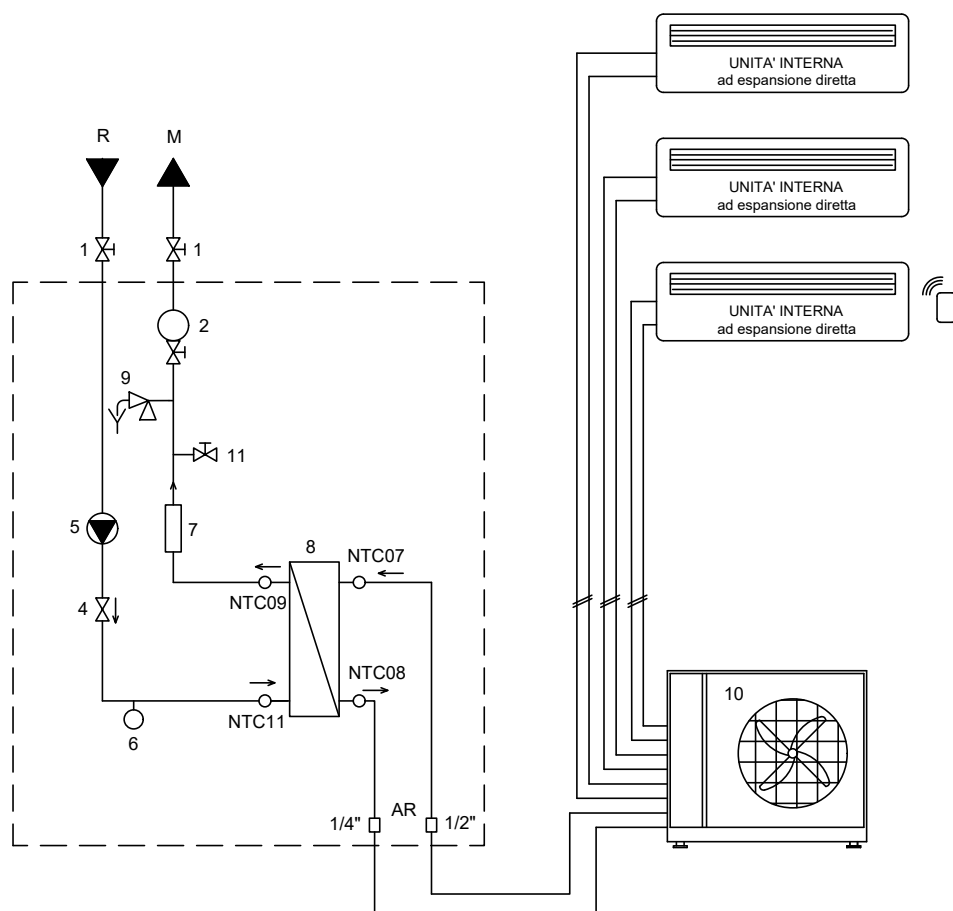 UNITA' INTERNA
ad espansione diretta
R M
UNITA' INTERNA
ad espansione diretta
1 1
UNITA' INTERNA
ad espansione diretta
2
9
11
5
7
8
NTC07
NTC09
4
NTC08
10
NTC11
6
AR
1/4" 1/2"